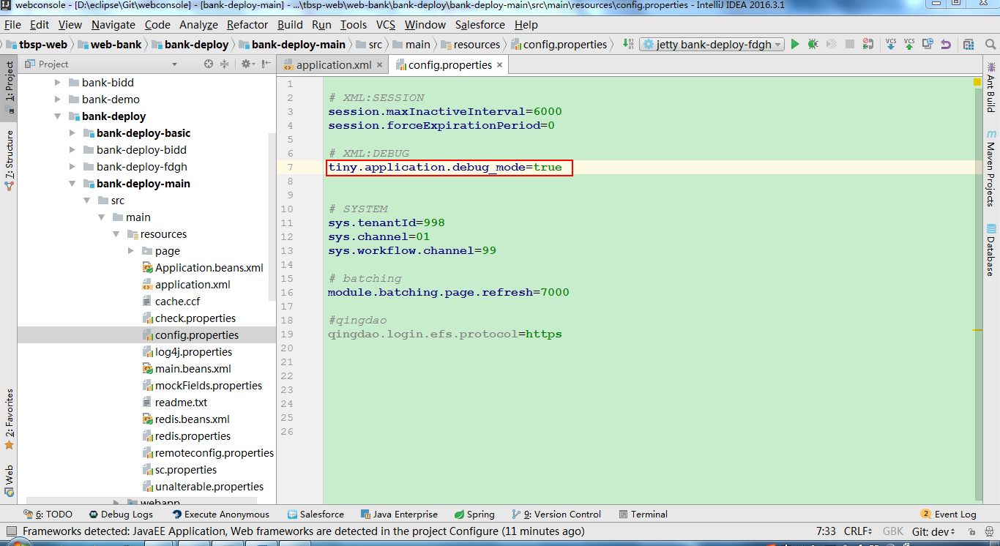 webconsole - [D:\eclipse\Git\webconsole] - [bank-deploy-main] - ...\tbsp-web\web-bank\bank-deploy\bank-deploy-main\src\main\resources\config.properties - IntelliJ IDEA 2016.3.1
File Edit View Navigate Code Analyze Refactor Build Run Tools VCS Window Salesforce Help
tbsp-web web-bank bank-deploy bank-deploy-main src main resources config.properties jetty bank-deploy-fdgh VCS VCS
1: Project
7: Structure
2: Favorites
Web
Project
bank-bidd
bank-demo
bank-deploy
bank-deploy-basic
bank-deploy-bidd
bank-deploy-fdgh
bank-deploy-main
src
main
resources
page
Application.beans.xml
application.xml
cache.ccf
check.properties
config.properties
log4j.properties
main.beans.xml
mockFields.properties
readme.txt
redis.beans.xml
redis.properties
remoteconfig.properties
sc.properties
unalterable.properties
webapp
application.xml × config.properties ×
1
2 # XML:SESSION
3 session.maxInactiveInterval=6000
4 session.forceExpirationPeriod=0
5
6 # XML:DEBUG
7 tiny.application.debug_mode=true
8
9
10 # SYSTEM
11 sys.tenantId=998
12 sys.channel=01
13 sys.workflow.channel=99
14
15 # batching
16 module.batching.page.refresh=7000
17
18 #qingdao
19 qingdao.login.efs.protocol=https
20
21
22
23
24
25
26
Ant Build
Maven Projects
Database
6: TODO Debug Logs Execute Anonymous Salesforce Java Enterprise Spring 9: Version Control Terminal 2 Event Log
Frameworks detected: JavaEE Application, Web frameworks are detected in the project Configure (11 minutes ago) 7:33 CRLF GBK Git: dev